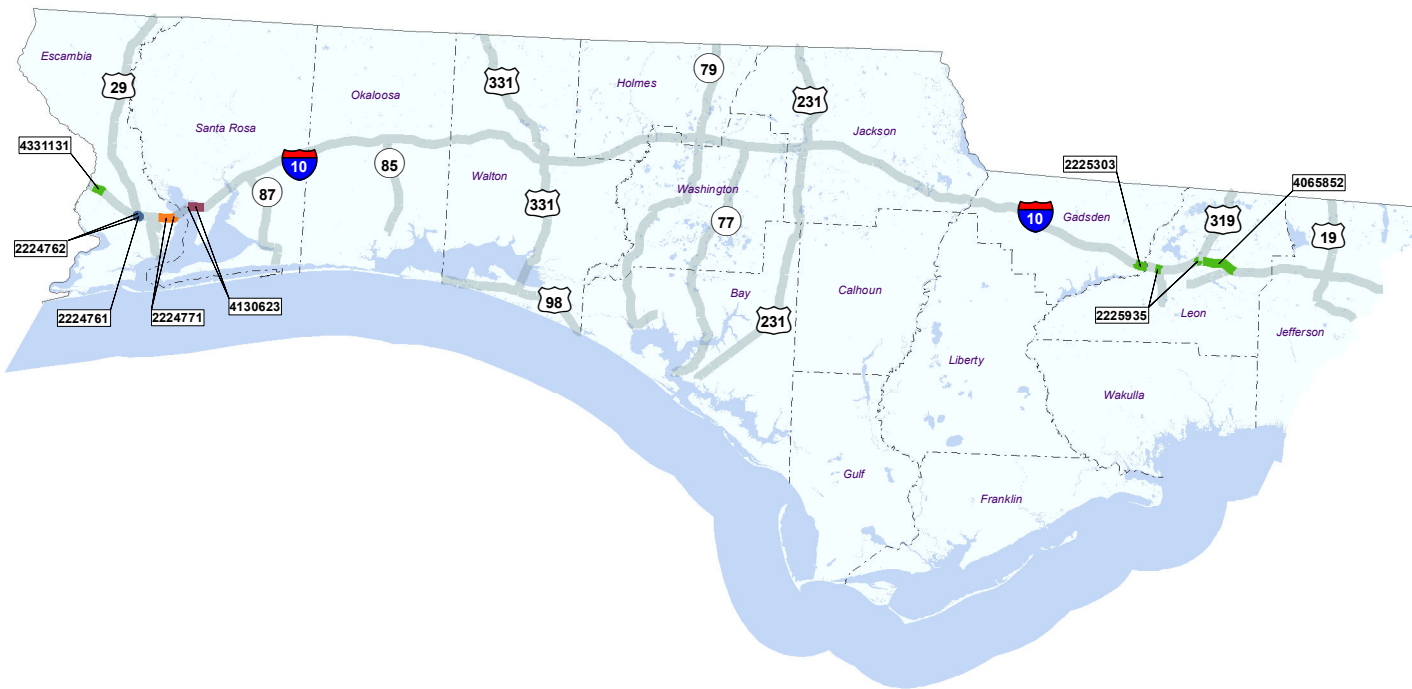 Escambia
29
Santa Rosa
Okaloosa
331
Holmes
79
231
Jackson
4331131
10
85
87
Walton
331
Washington
77
2225303
4065852
10
Gadsden
319
19
2224762
2224761
2224771
4130623
98
Bay
231
Calhoun
2225935
Leon
Jefferson
Liberty
Wakulla
Gulf
Franklin